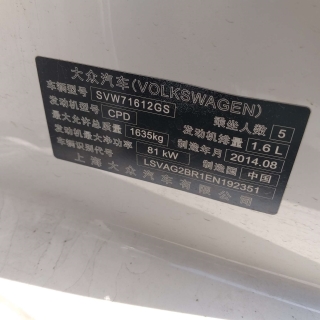 大众汽车(VOLKSWAGEN)
车辆型号 SVW71612GS 乘坐人数 5
发动机型号 CPD 发动机排量 1.6 L
最大允许总质量 1635kg 制造年月 2014.08
发动机最大净功率 81 kW 制造国 中国
车辆识别代号 LSVAG2BR1EN192351
上海大众汽车有限公司